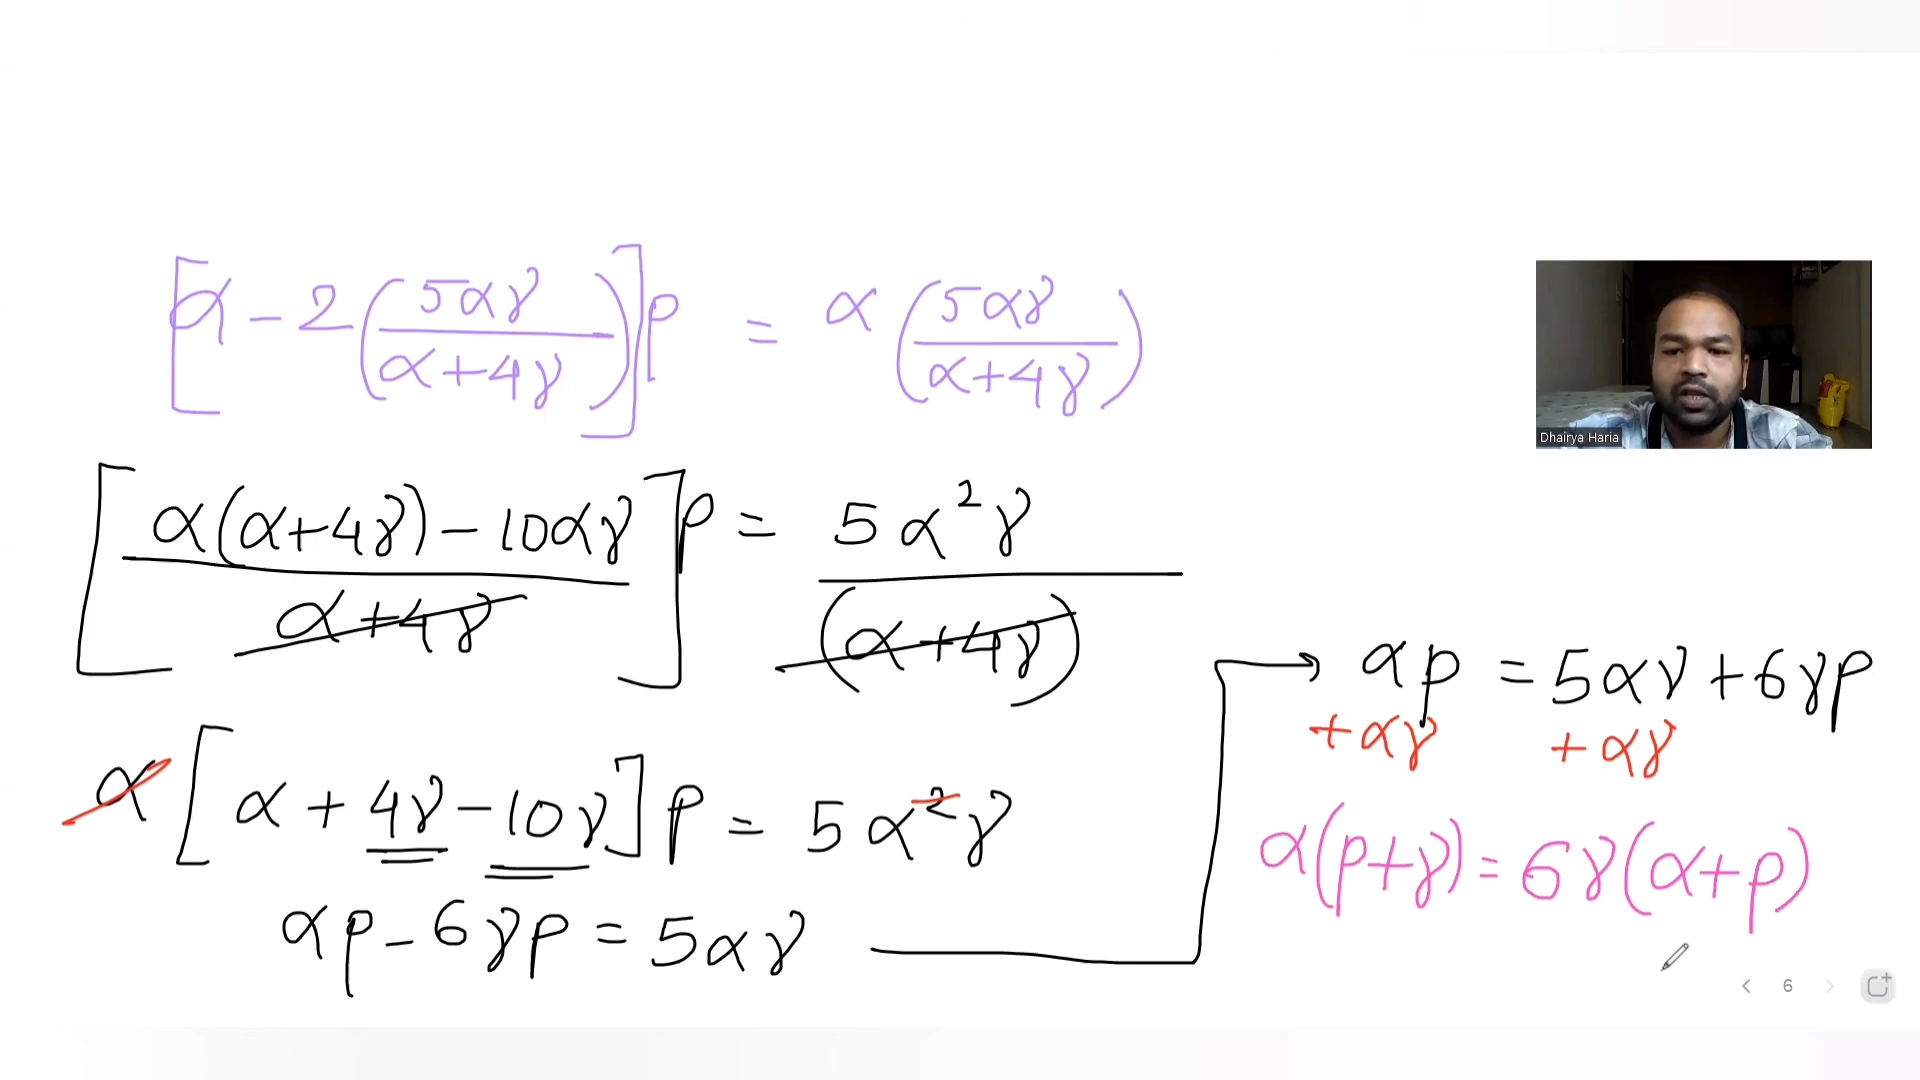 [α - 2(5αγ/(α+4γ))]p = α(5αγ/(α+4γ))
[(α(α+4γ) - 10αγ)/(α+4γ)]p = 5α²γ/(α+4γ)
α[α + 4γ - 10γ]p = 5α²γ
αp - 6γp = 5αγ
αp = 5αγ + 6γp
+αγ +αγ
α(p+γ) = 6γ(α+p)
Dhairya Haria
6